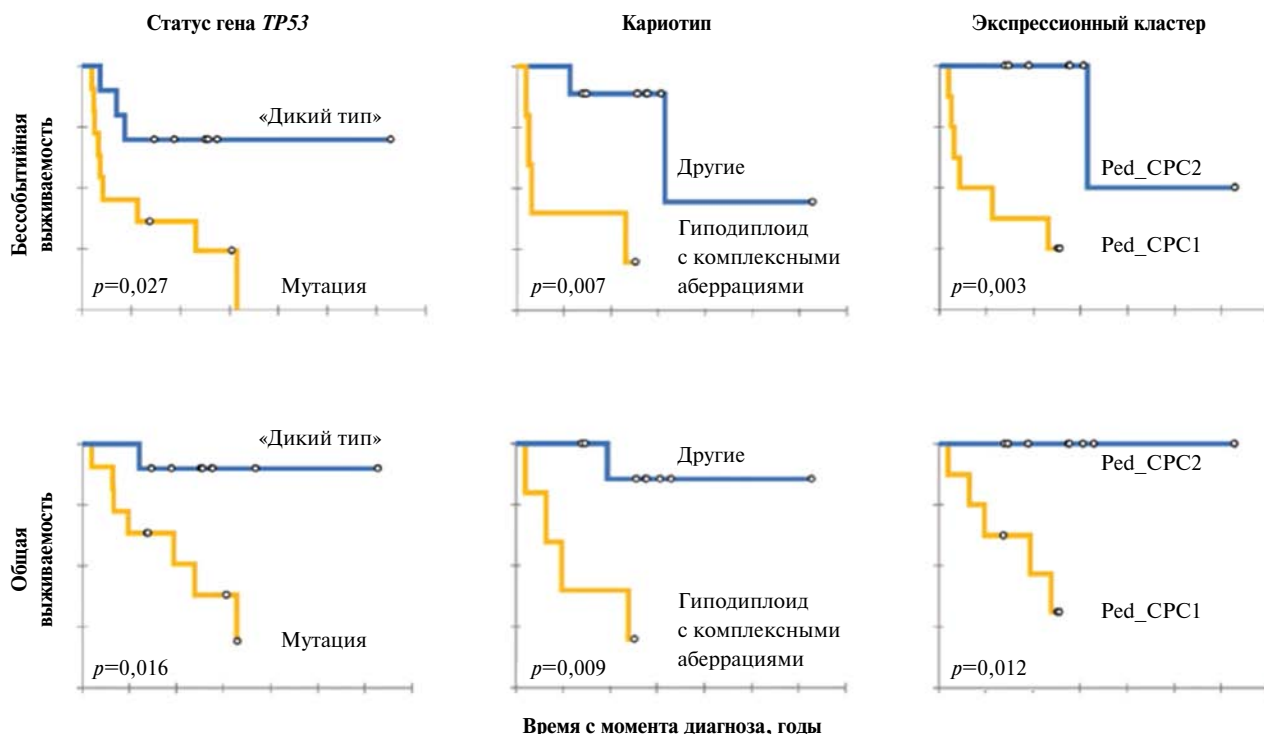 Статус гена TP53
Кариотип
Экспрессионный кластер
Бессобытийная
выживаемость
«Дикий тип»
Мутация
p=0,027
Другие
Гиподиплоид
с комплексными
аберрациями
p=0,007
Ped_CPC2
Ped_CPC1
p=0,003
Общая
выживаемость
«Дикий тип»
Мутация
p=0,016
Другие
Гиподиплоид
с комплексными
аберрациями
p=0,009
Ped_CPC2
Ped_CPC1
p=0,012
Время с момента диагноза, годы